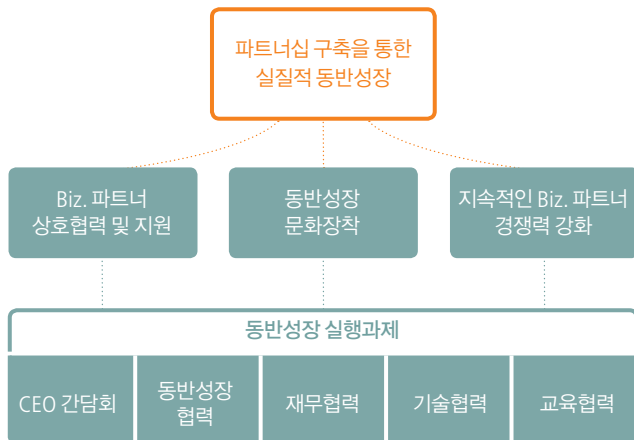 파트너십 구축을 통한
실질적 동반성장
Biz. 파트너
상호협력 및 지원
동반성장
문화장착
지속적인 Biz. 파트너
경쟁력 강화
동반성장 실행과제
CEO 간담회
동반성장
협력
재무협력
기술협력
교육협력